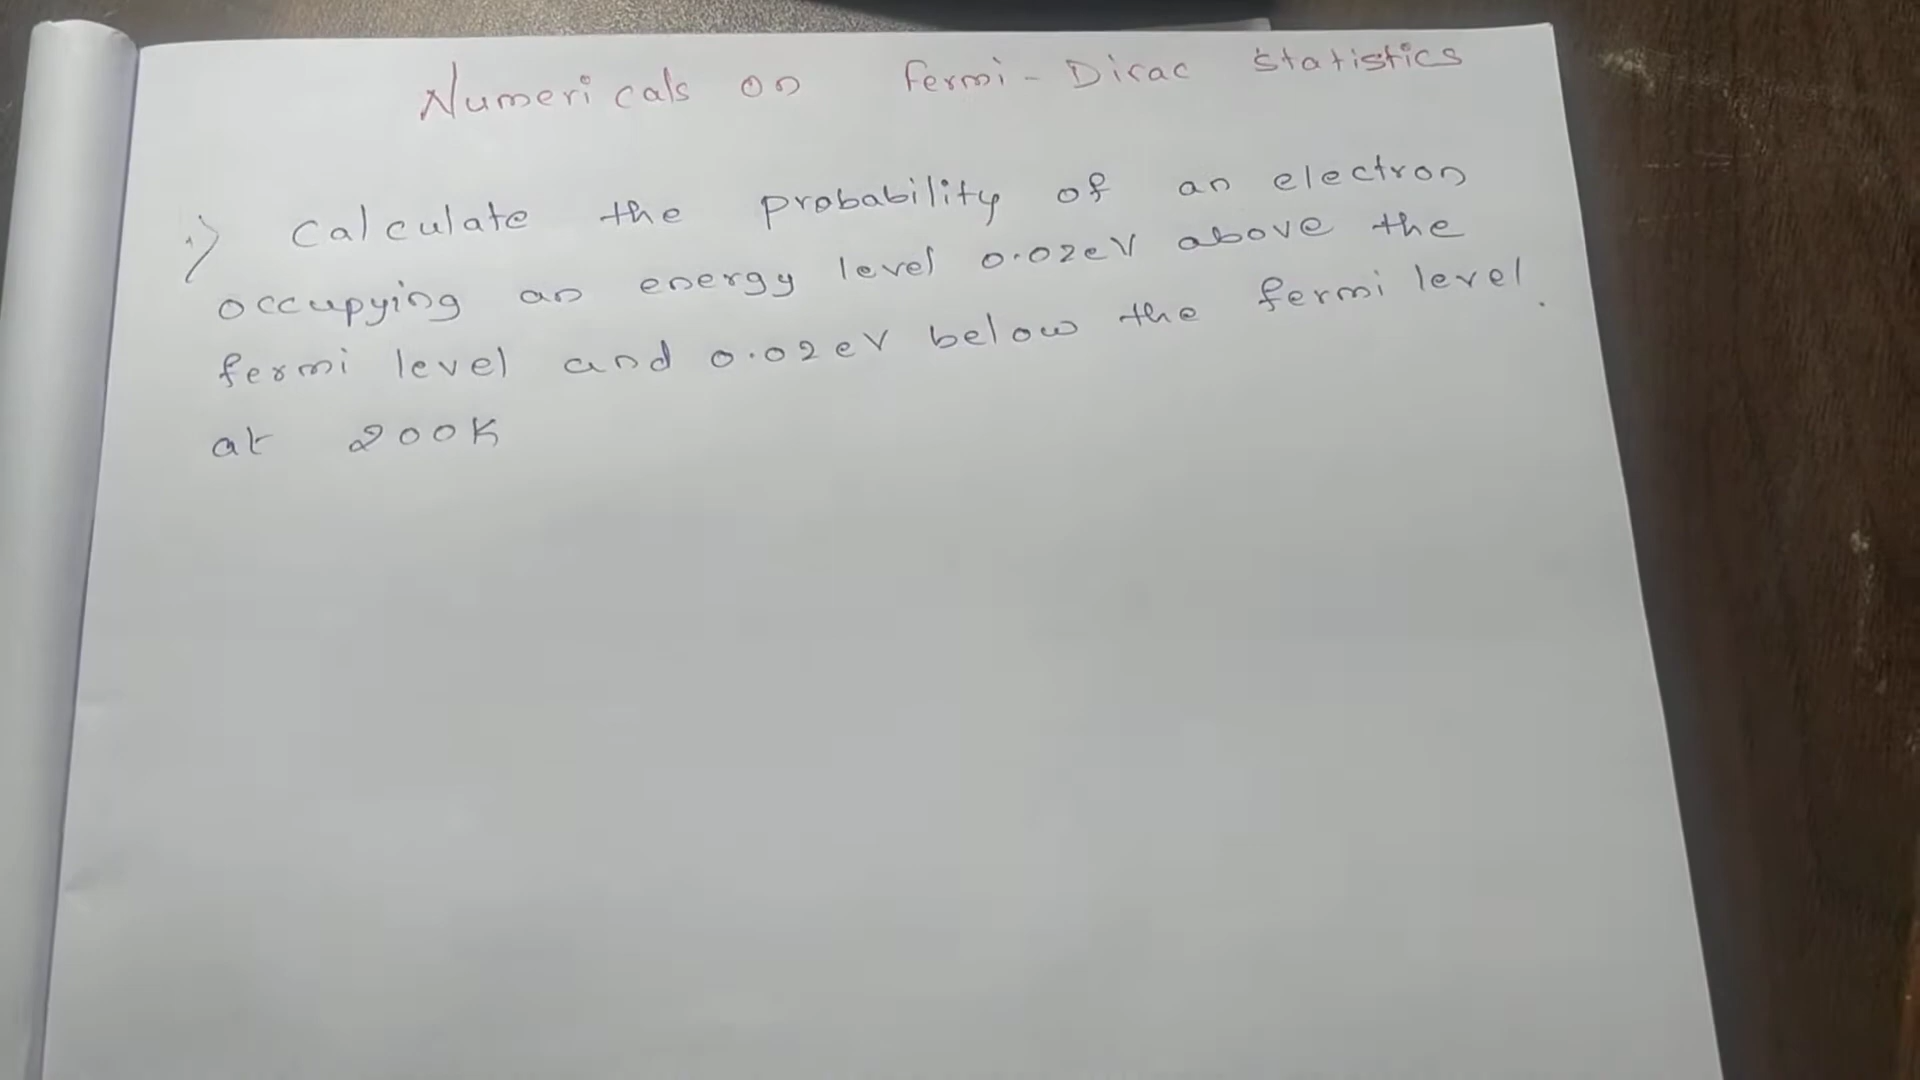 Numericals on Fermi-Dirac statistics
1) Calculate the probability of an electron
occupying an energy level 0.02eV above the
fermi level and 0.02eV below the fermi level.
at 200K